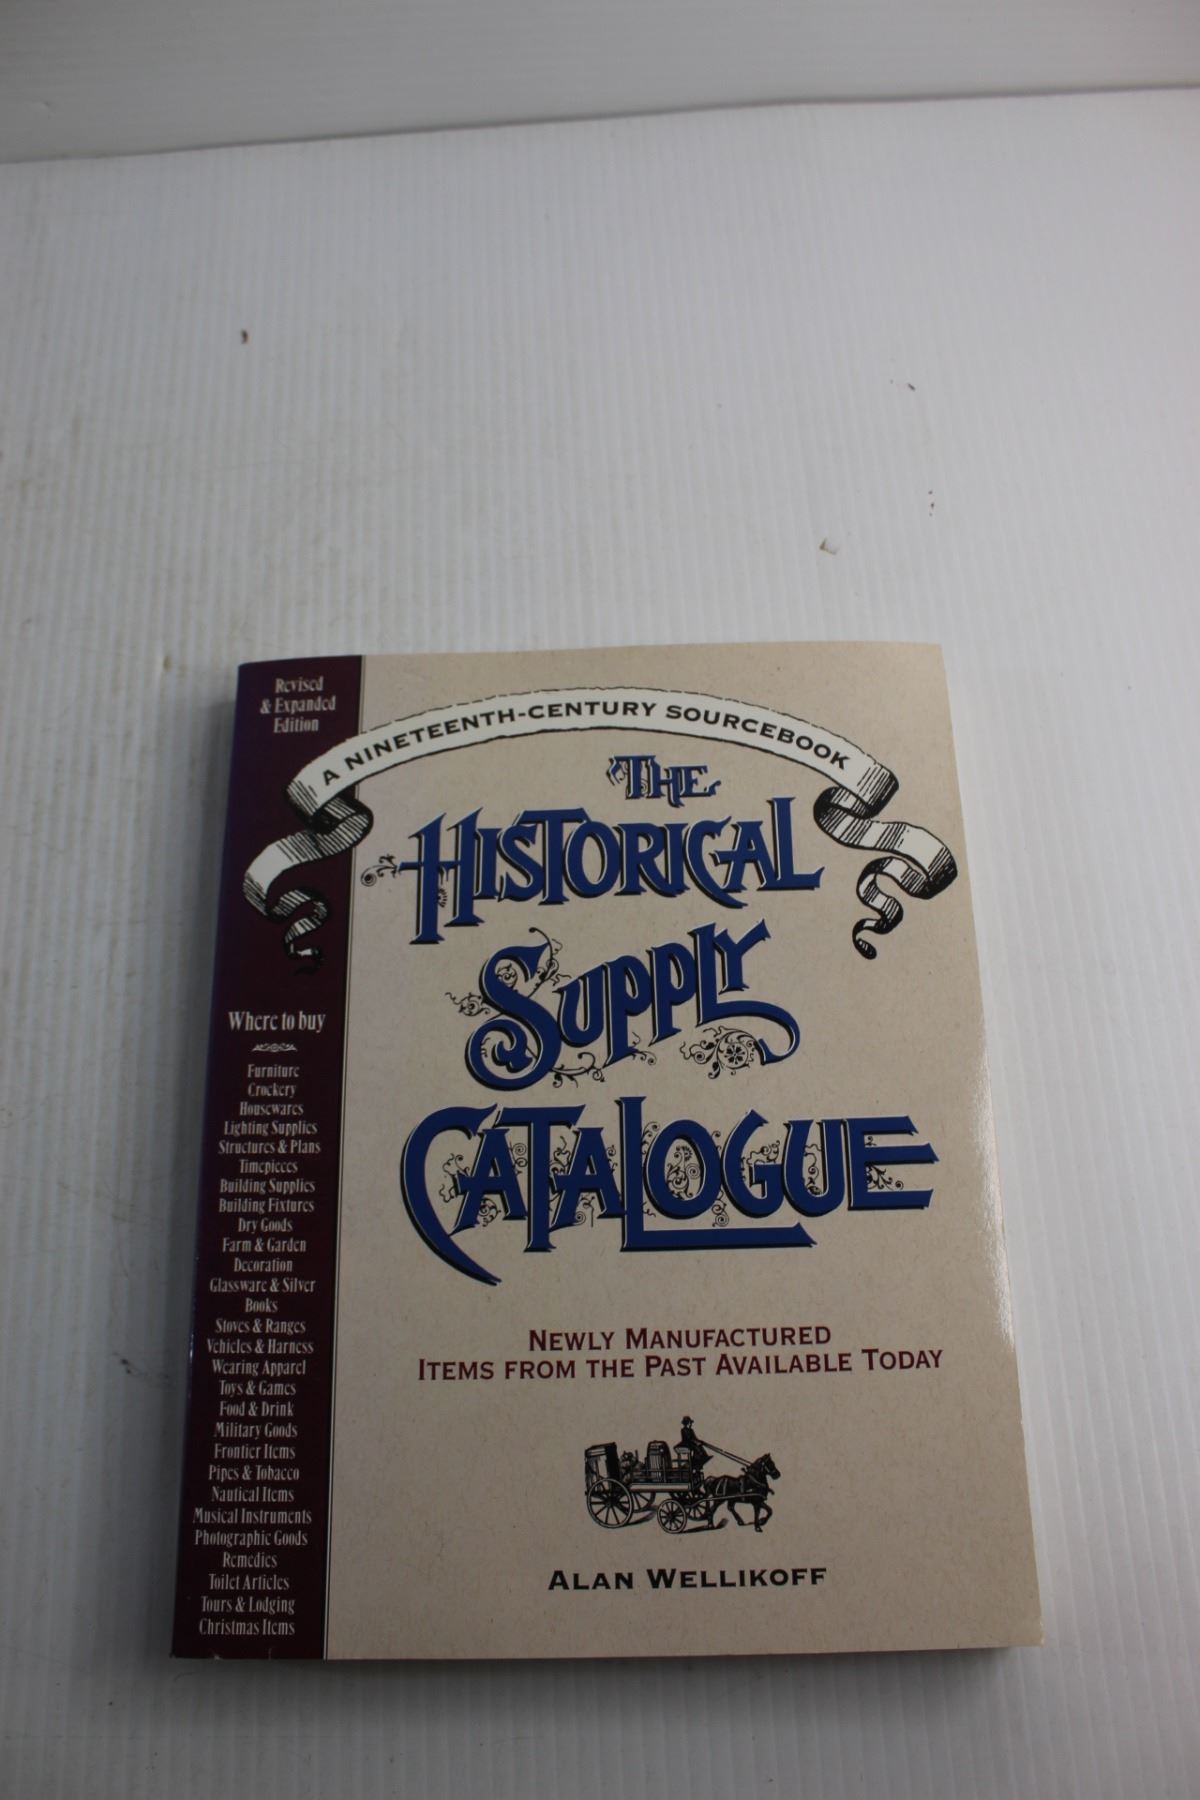 Revised
& Expanded
Edition
A NINETEENTH-CENTURY SOURCEBOOK
THE
HISTORICAL
SUPPLY
CATALOGUE
NEWLY MANUFACTURED
ITEMS FROM THE PAST AVAILABLE TODAY
ALAN WELLIKOFF
Where to buy
Furniture
Crockery
Housewares
Lighting Supplies
Structures & Plans
Timepieces
Building Supplies
Building Fixtures
Dry Goods
Farm & Garden
Decoration
Glassware & Silver
Books
Stoves & Ranges
Vehicles & Harness
Wearing Apparel
Toys & Games
Food & Drink
Military Goods
Frontier Items
Pipes & Tobacco
Nautical Items
Musical Instruments
Photographic Goods
Remedies
Toilet Articles
Tours & Lodging
Christmas Items